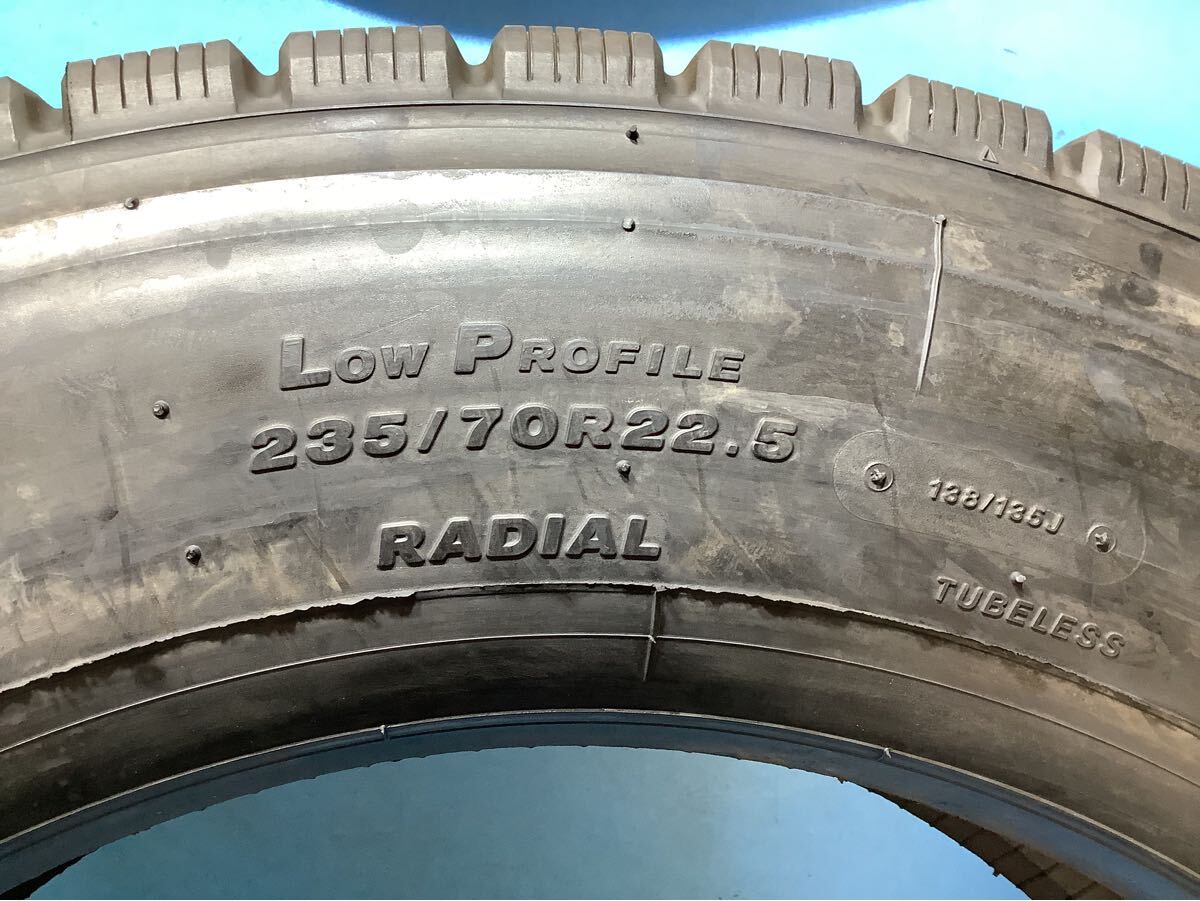 LOW PROFILE
235/70R22.5
RADIAL
138/135J
TUBELESS